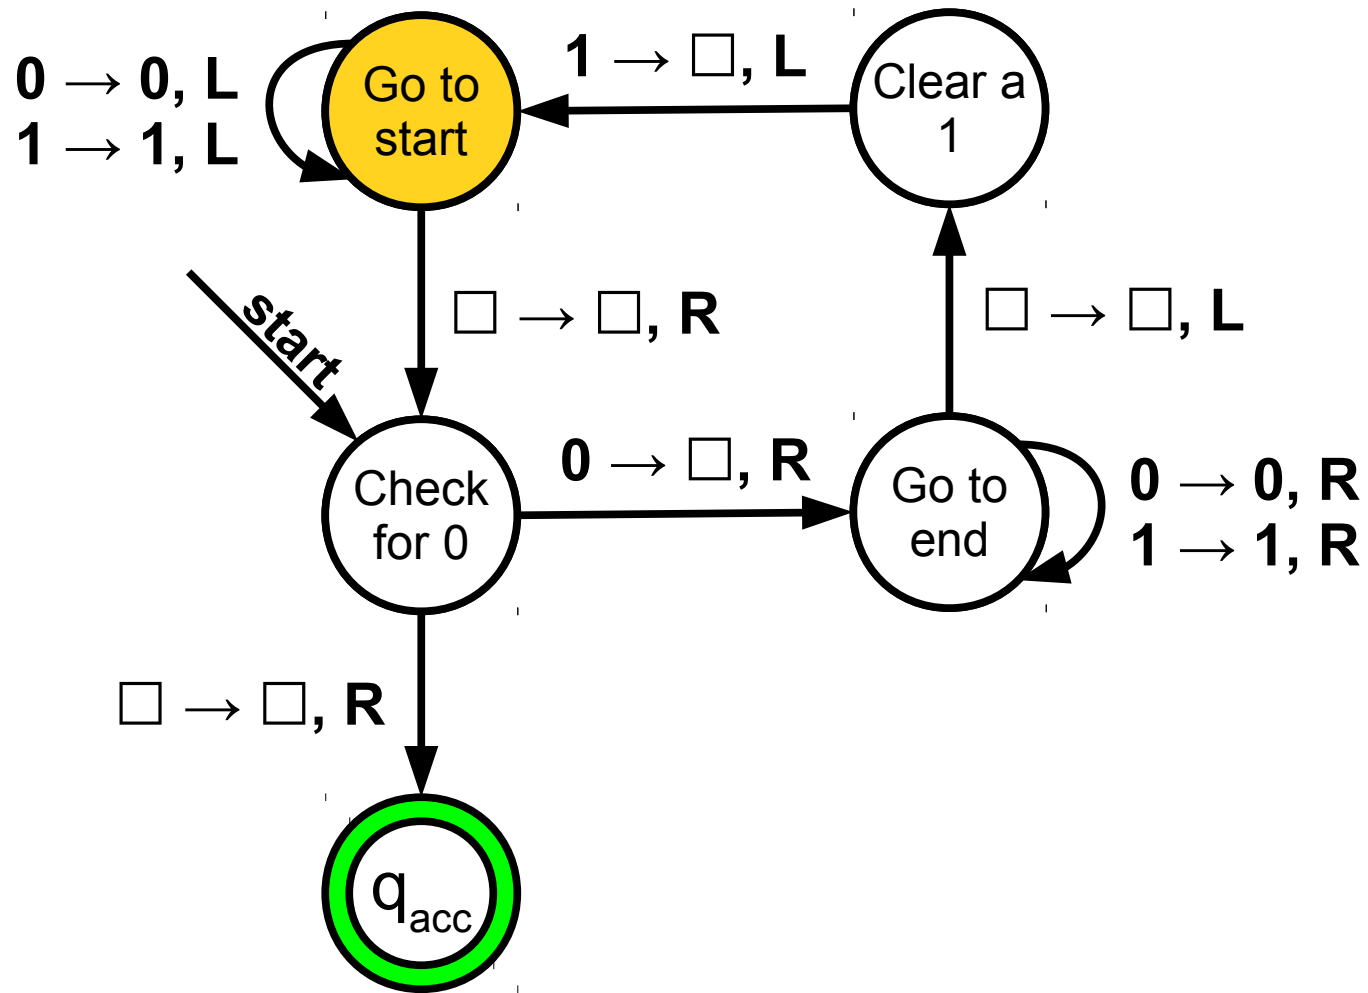 0 → 0, L
1 → 1, L
Go to
start
1 → □, L
Clear a
1
start
□ → □, R
□ → □, L
Check
for 0
0 → □, R
Go to
end
0 → 0, R
1 → 1, R
□ → □, R
q_acc